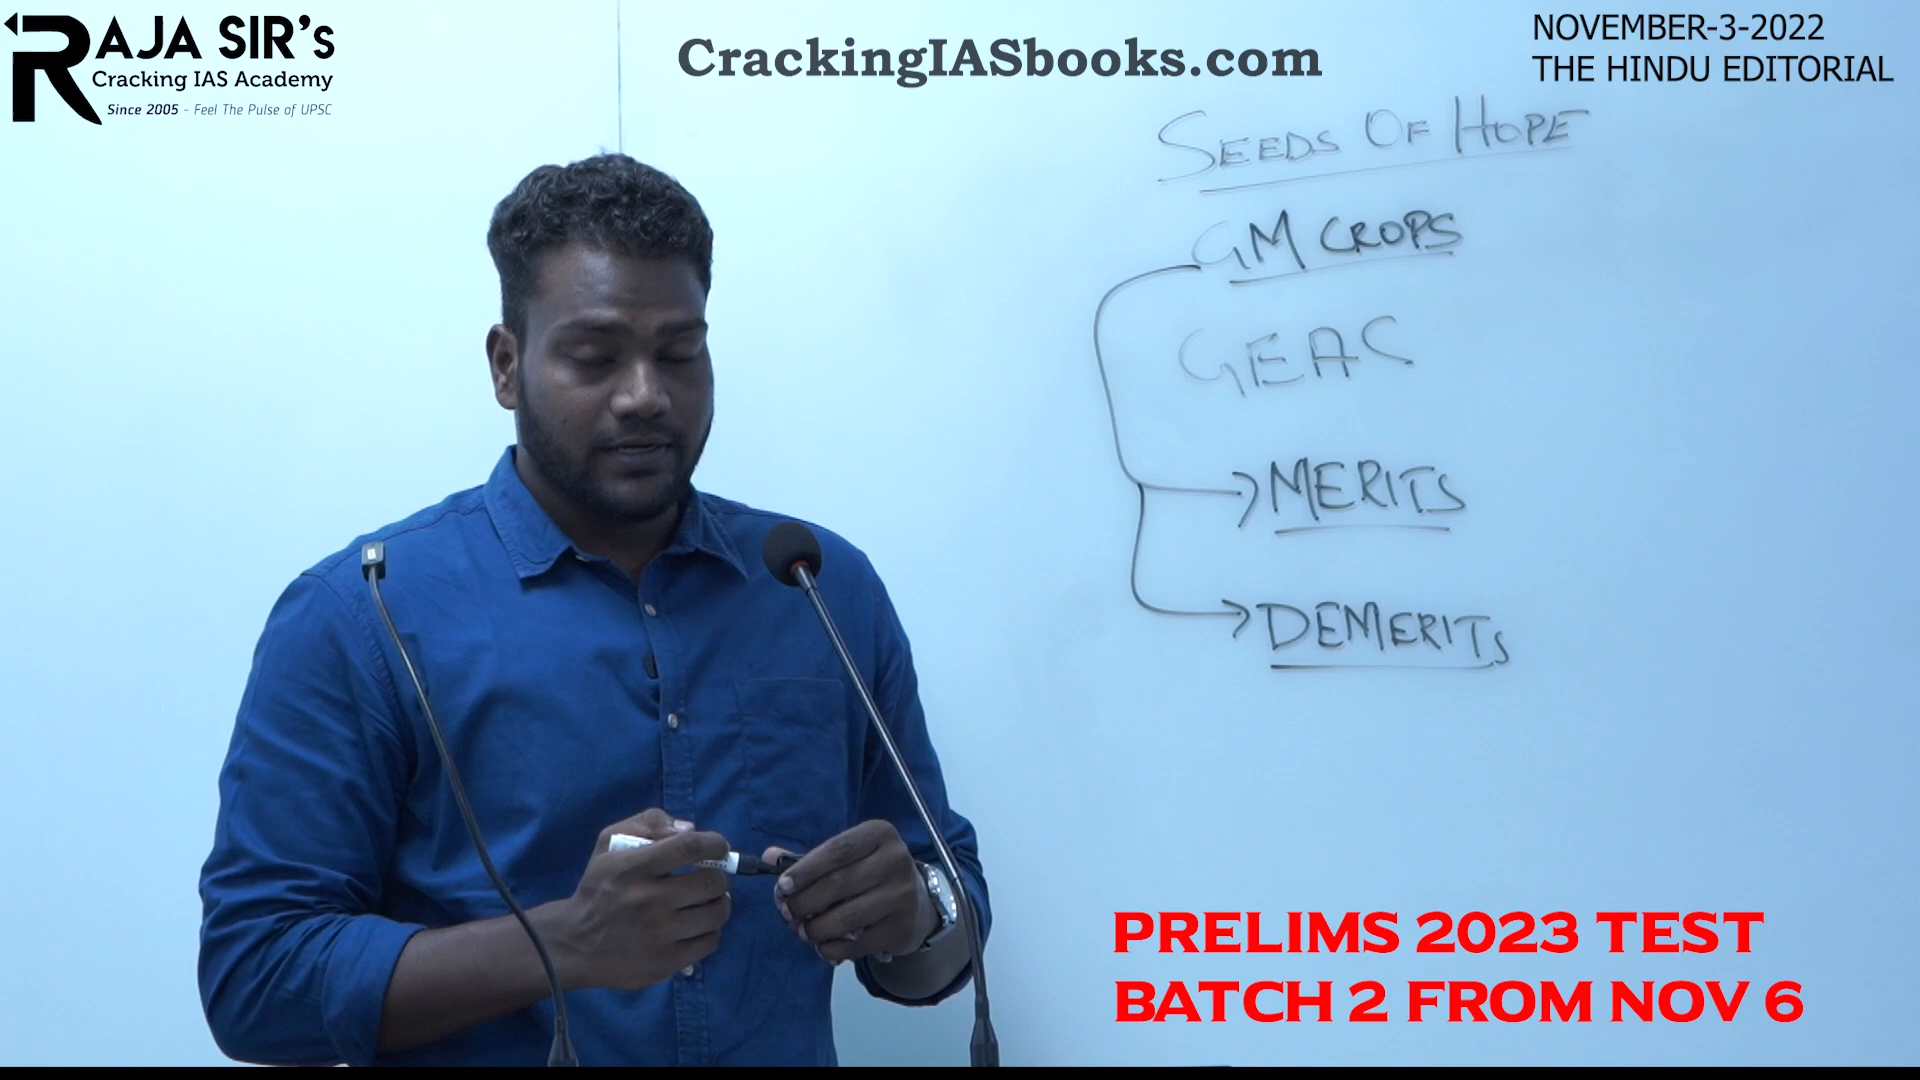 RAJA SIR's
Cracking IAS Academy
Since 2005 - Feel The Pulse of UPSC
CrackingIASbooks.com
NOVEMBER-3-2022
THE HINDU EDITORIAL
SEEDS OF HOPE
GM CROPS
GEAC
MERITS
DEMERITS
PRELIMS 2023 TEST
BATCH 2 FROM NOV 6